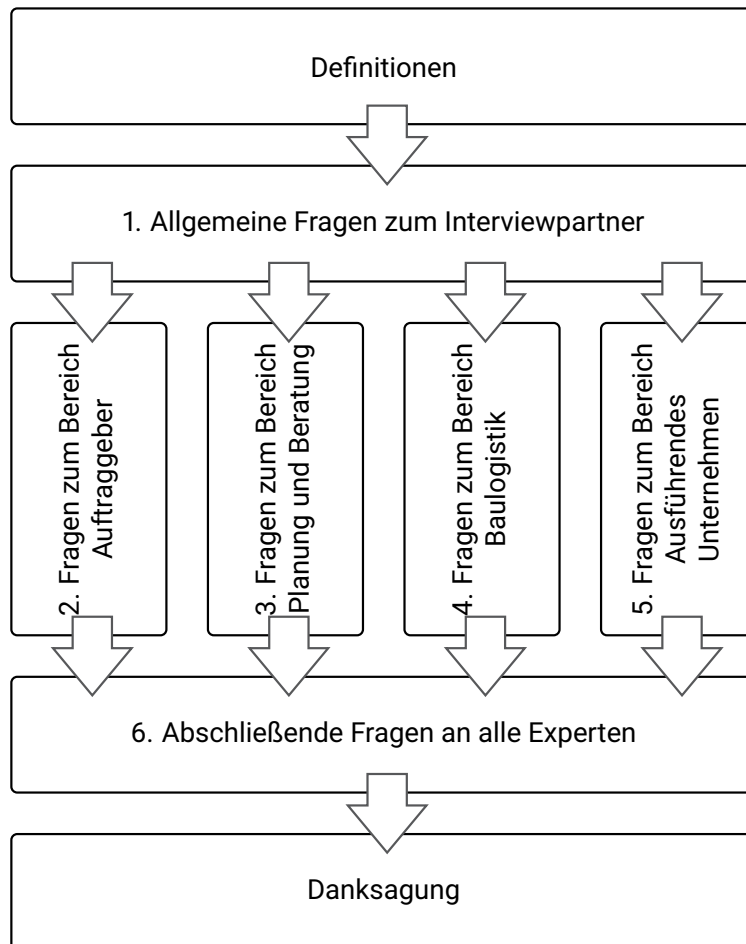 Definitionen
1. Allgemeine Fragen zum Interviewpartner
2. Fragen zum Bereich
Auftraggeber
3. Fragen zum Bereich
Planung und Beratung
4. Fragen zum Bereich
Baulogistik
5. Fragen zum Bereich
Ausführendes
Unternehmen
6. Abschließende Fragen an alle Experten
Danksagung